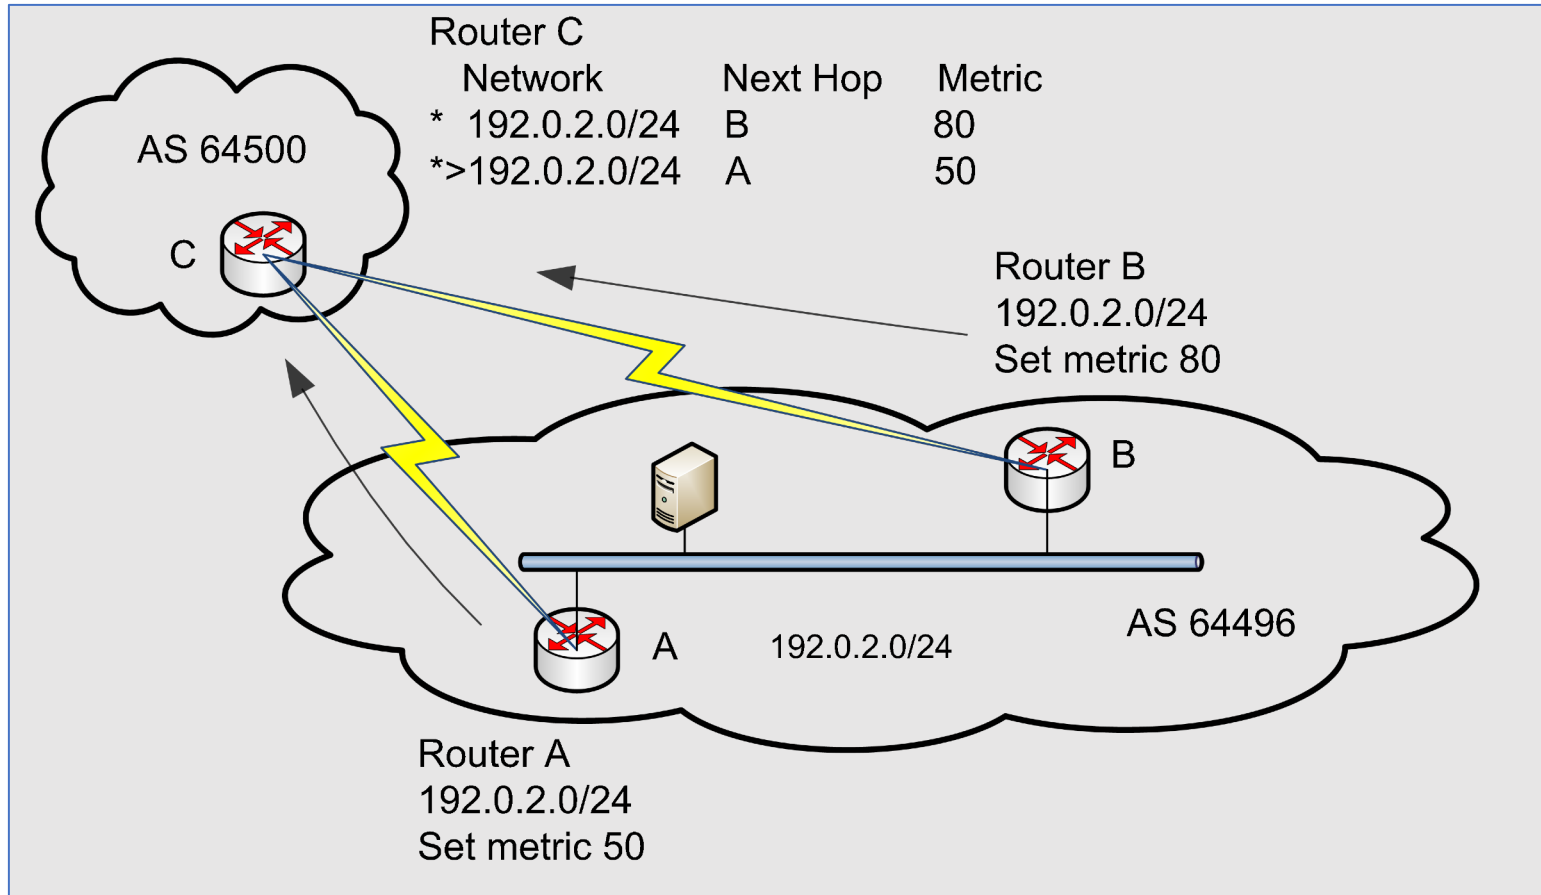 Router C
Network Next Hop Metric
* 192.0.2.0/24 B 80
*>192.0.2.0/24 A 50
AS 64500
C
Router B
192.0.2.0/24
Set metric 80
B
AS 64496
A
192.0.2.0/24
Router A
192.0.2.0/24
Set metric 50